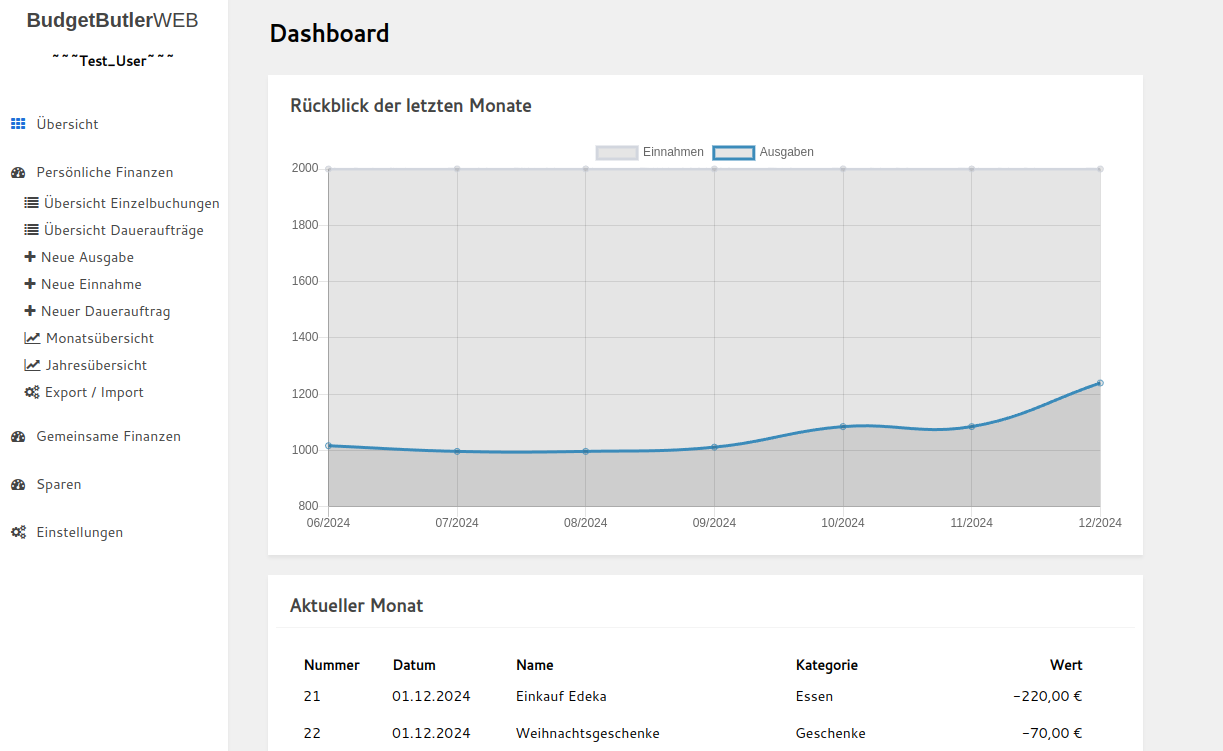 BudgetButlerWEB
~~~Test_User~~~
Übersicht
Persönliche Finanzen
Übersicht Einzelbuchungen
Übersicht Daueraufträge
Neue Ausgabe
Neue Einnahme
Neuer Dauerauftrag
Monatsübersicht
Jahresübersicht
Export / Import
Gemeinsame Finanzen
Sparen
Einstellungen
Dashboard
Rückblick der letzten Monate
Einnahmen Ausgaben
2000
1800
1600
1400
1200
1000
800
06/2024 07/2024 08/2024 09/2024 10/2024 11/2024 12/2024
Aktueller Monat
Nummer Datum Name Kategorie Wert
21 01.12.2024 Einkauf Edeka Essen -220,00 €
22 01.12.2024 Weihnachtsgeschenke Geschenke -70,00 €